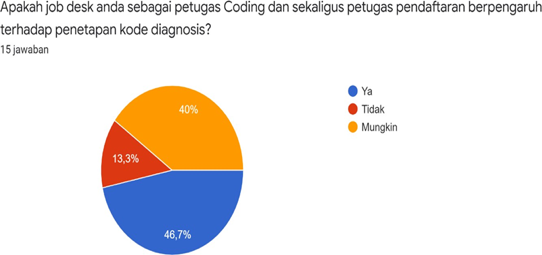 Apakah job desk anda sebagai petugas Coding dan sekaligus petugas pendaftaran berpengaruh
terhadap penetapan kode diagnosis?
15 jawaban
Ya
Tidak
Mungkin
40%
13,3%
46,7%